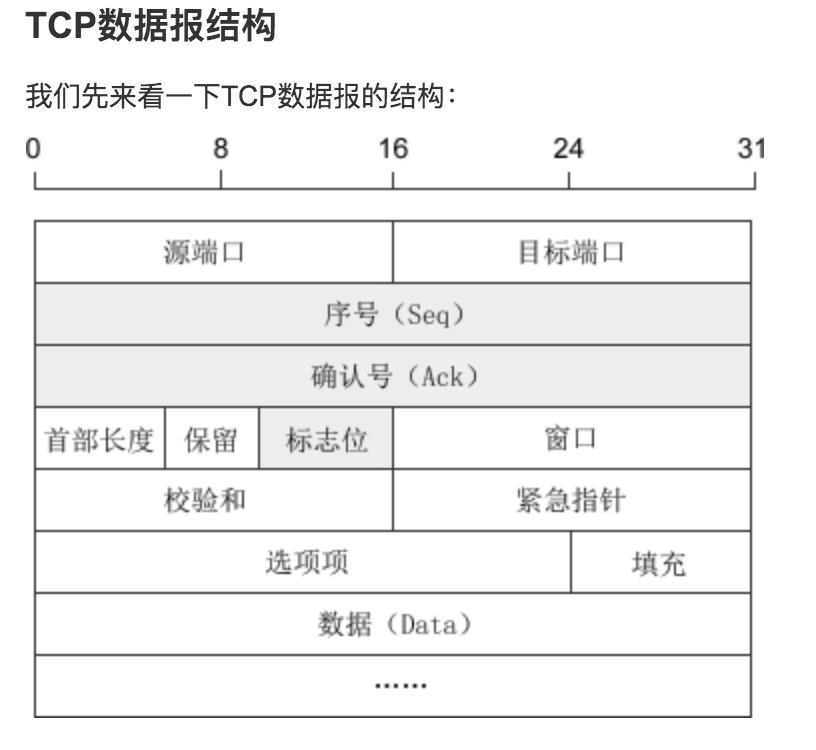 TCP数据报结构
我们先来看一下TCP数据报的结构：
0 8 16 24 31
源端口 目标端口
序号（Seq）
确认号（Ack）
首部长度 保留 标志位 窗口
校验和 紧急指针
选项项 填充
数据（Data）
……